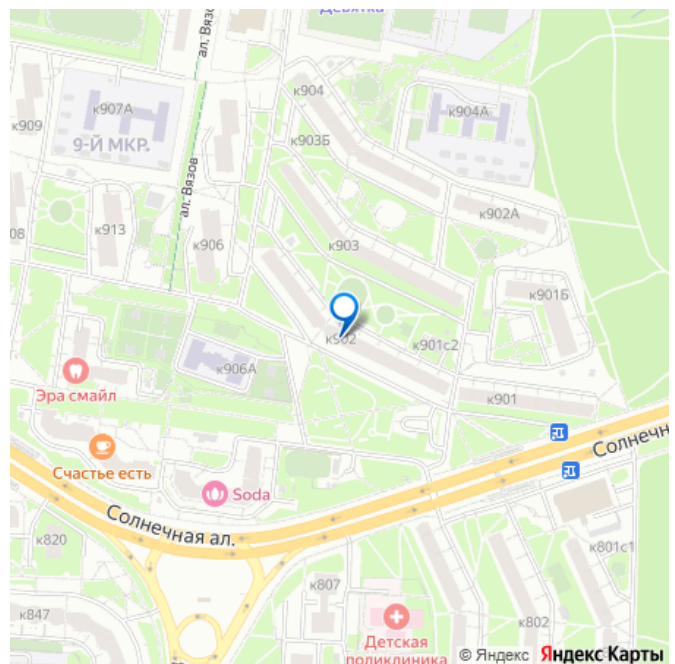 Девятка
ал. Вязов
к904
к907А
к904А
к909
к903Б
9-Й МКР.
ал. Вязов
к902А
к913
08
к906
к903
к901Б
к902
к901с2
к906А
Эра смайл
к901
Солнечн
Счастье есть
Soda
Солнечная ал.
к820
к801с1
к807
к847
к802
Детская
поликлиника
© Яндекс Яндекс Карты